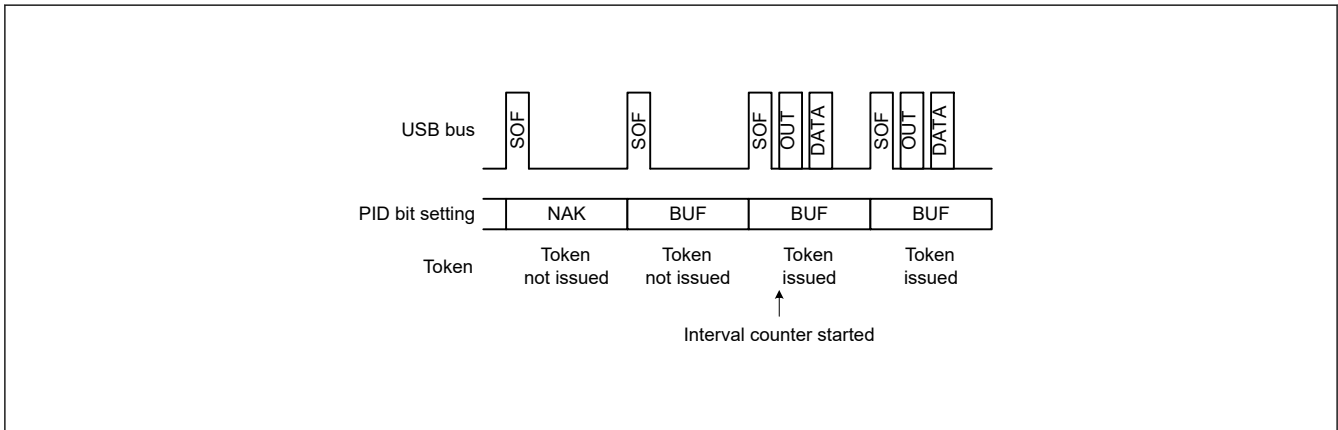 USB bus
SOF SOF SOF OUT DATA SOF OUT DATA
PID bit setting NAK BUF BUF BUF
Token Token Token Token Token
not issued not issued issued issued
Interval counter started